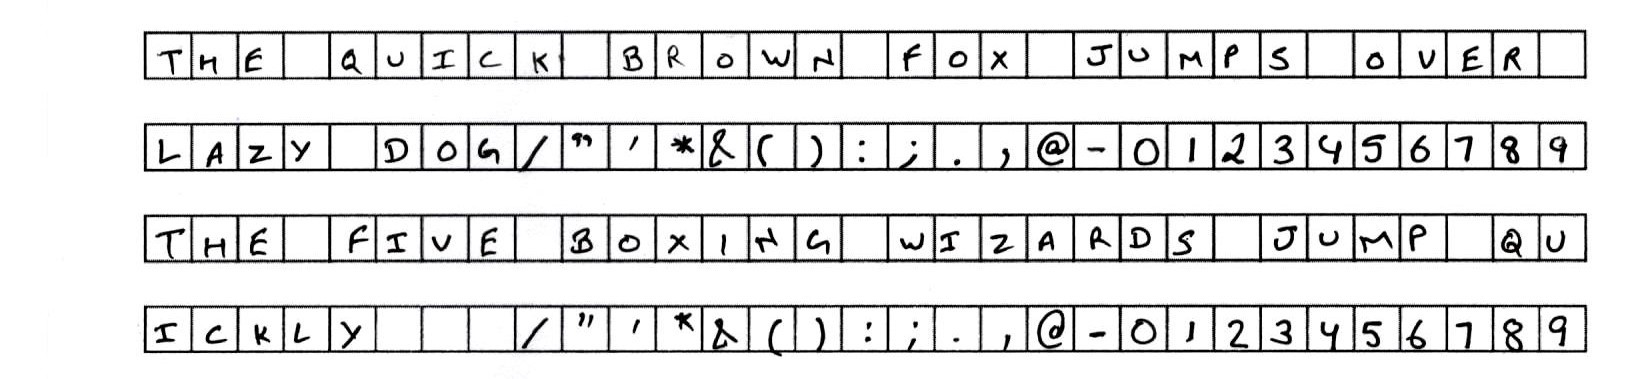 THE QUICK BROWN FOX JUMPS OVER
LAZY DOG/"'*&():;.,@-0123456789
THE FIVE BOXING WIZARDS JUMP QU
ICKLY   /"'*&():;.,@-0123456789